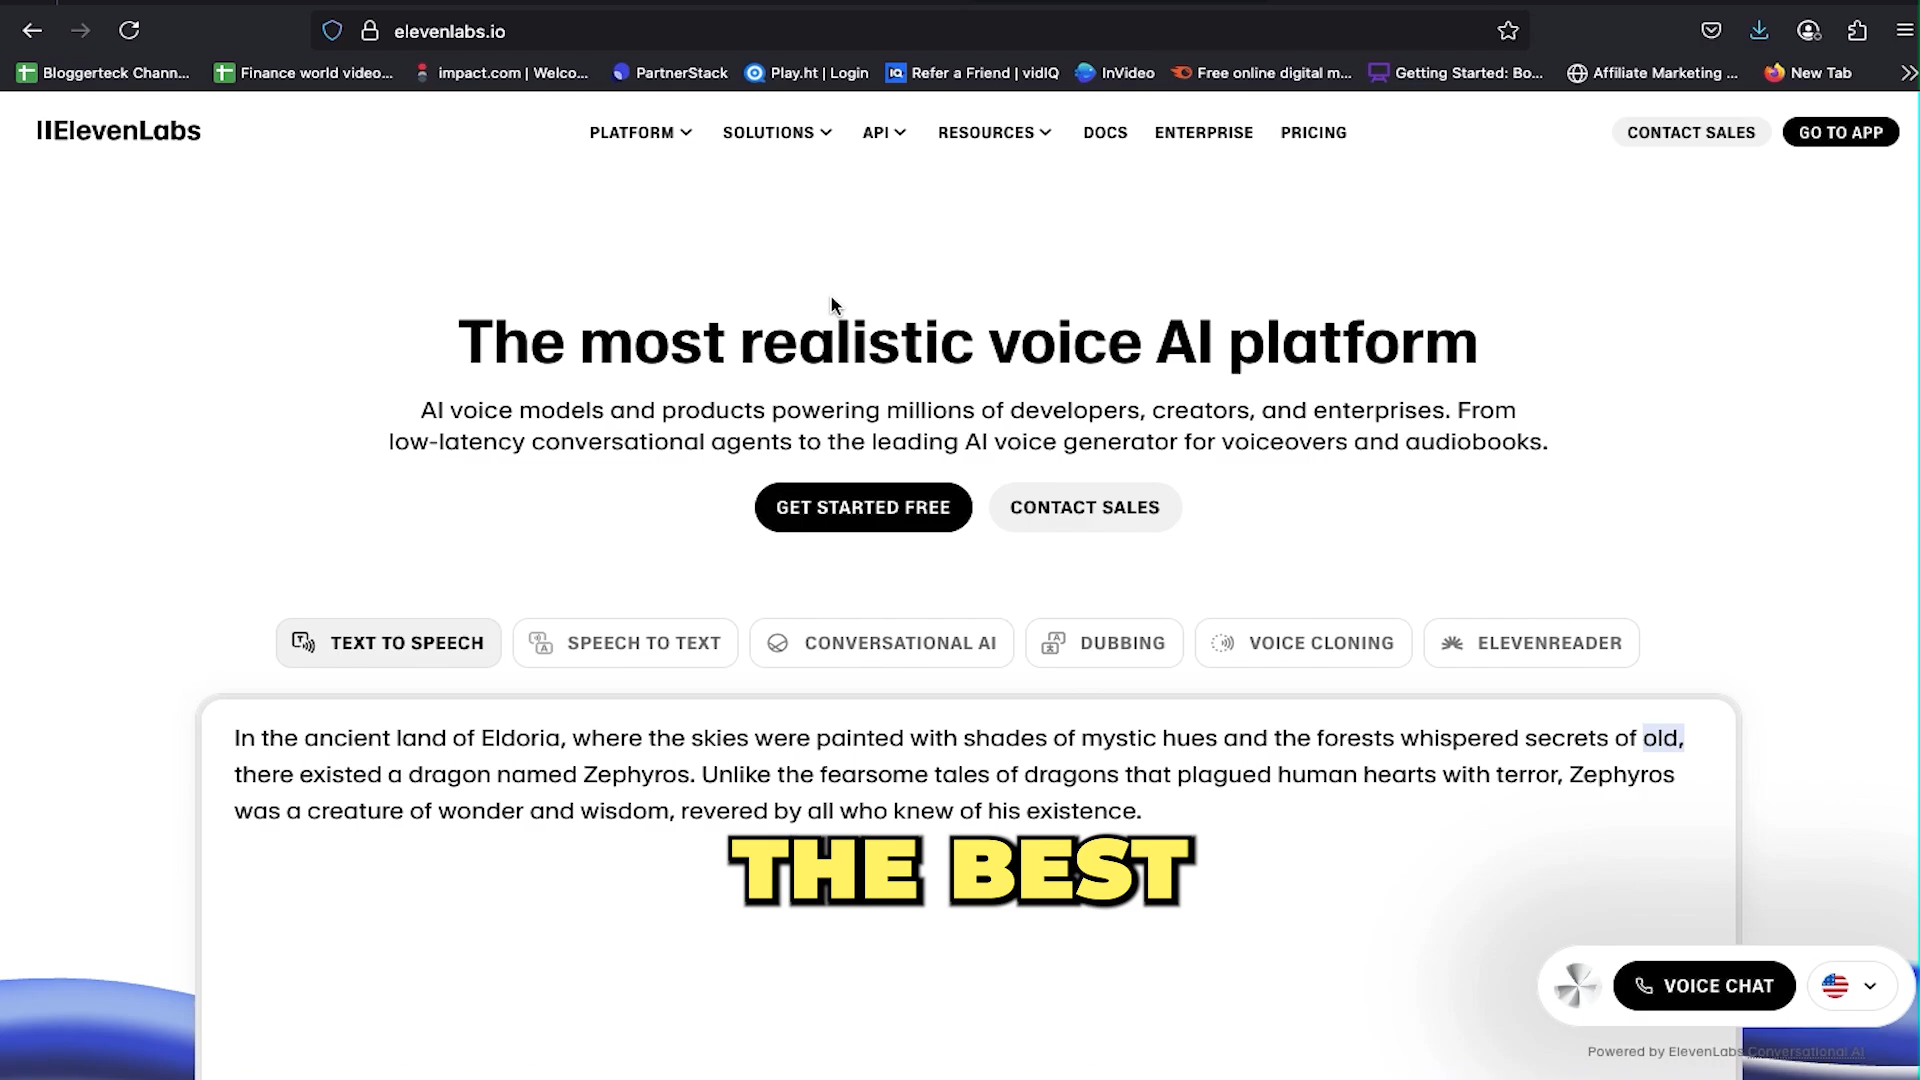 elevenlabs.io
Bloggerteck Chann... Finance world video... impact.com | Welco... PartnerStack Play.ht | Login Refer a Friend | vidIQ InVideo Free online digital m... Getting Started: Bo... Affiliate Marketing ... New Tab
IIElevenLabs PLATFORM SOLUTIONS API RESOURCES DOCS ENTERPRISE PRICING CONTACT SALES GO TO APP
The most realistic voice AI platform
AI voice models and products powering millions of developers, creators, and enterprises. From
low-latency conversational agents to the leading AI voice generator for voiceovers and audiobooks.
GET STARTED FREE CONTACT SALES
TEXT TO SPEECH SPEECH TO TEXT CONVERSATIONAL AI DUBBING VOICE CLONING ELEVENREADER
In the ancient land of Eldoria, where the skies were painted with shades of mystic hues and the forests whispered secrets of old,
there existed a dragon named Zephyros. Unlike the fearsome tales of dragons that plagued human hearts with terror, Zephyros
was a creature of wonder and wisdom, revered by all who knew of his existence.
THE BEST
VOICE CHAT
Powered by ElevenLabs Conversational AI